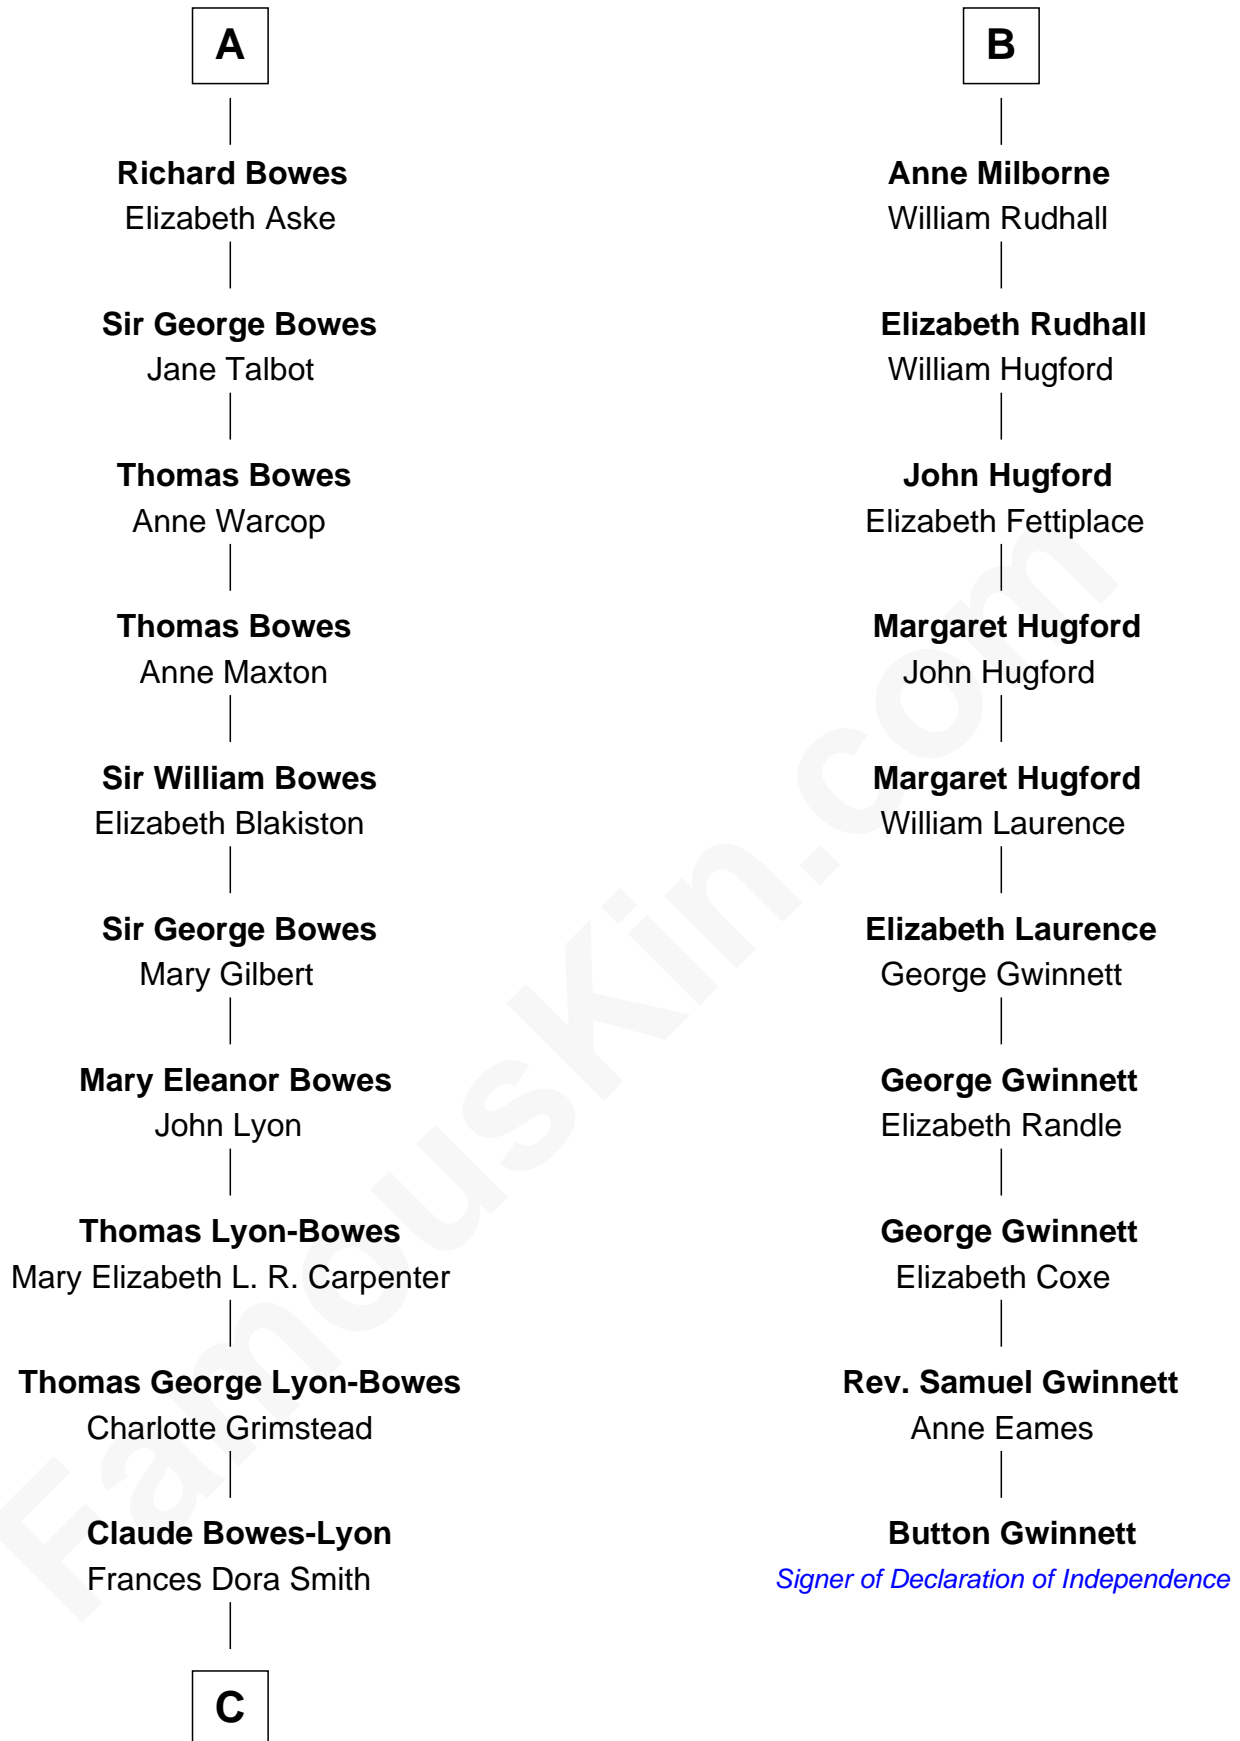 A
Richard Bowes
Elizabeth Aske
Sir George Bowes
Jane Talbot
Thomas Bowes
Anne Warcop
Thomas Bowes
Anne Maxton
Sir William Bowes
Elizabeth Blakiston
Sir George Bowes
Mary Gilbert
Mary Eleanor Bowes
John Lyon
Thomas Lyon-Bowes
Mary Elizabeth L. R. Carpenter
Thomas George Lyon-Bowes
Charlotte Grimstead
Claude Bowes-Lyon
Frances Dora Smith
C
B
Anne Milborne
William Rudhall
Elizabeth Rudhall
William Hugford
John Hugford
Elizabeth Fettiplace
Margaret Hugford
John Hugford
Margaret Hugford
William Laurence
Elizabeth Laurence
George Gwinnett
George Gwinnett
Elizabeth Randle
George Gwinnett
Elizabeth Coxe
Rev. Samuel Gwinnett
Anne Eames
Button Gwinnett
Signer of Declaration of Independence
FamousKin.com